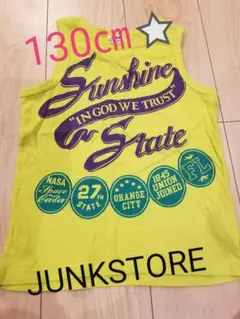 130cm
Sunshine
"IN GOD WE TRUST"
State
NASA
Space
Center
27TH
STATE
ORANGE
CITY
1845
UNION
JOINED
FL
JUNKSTORE